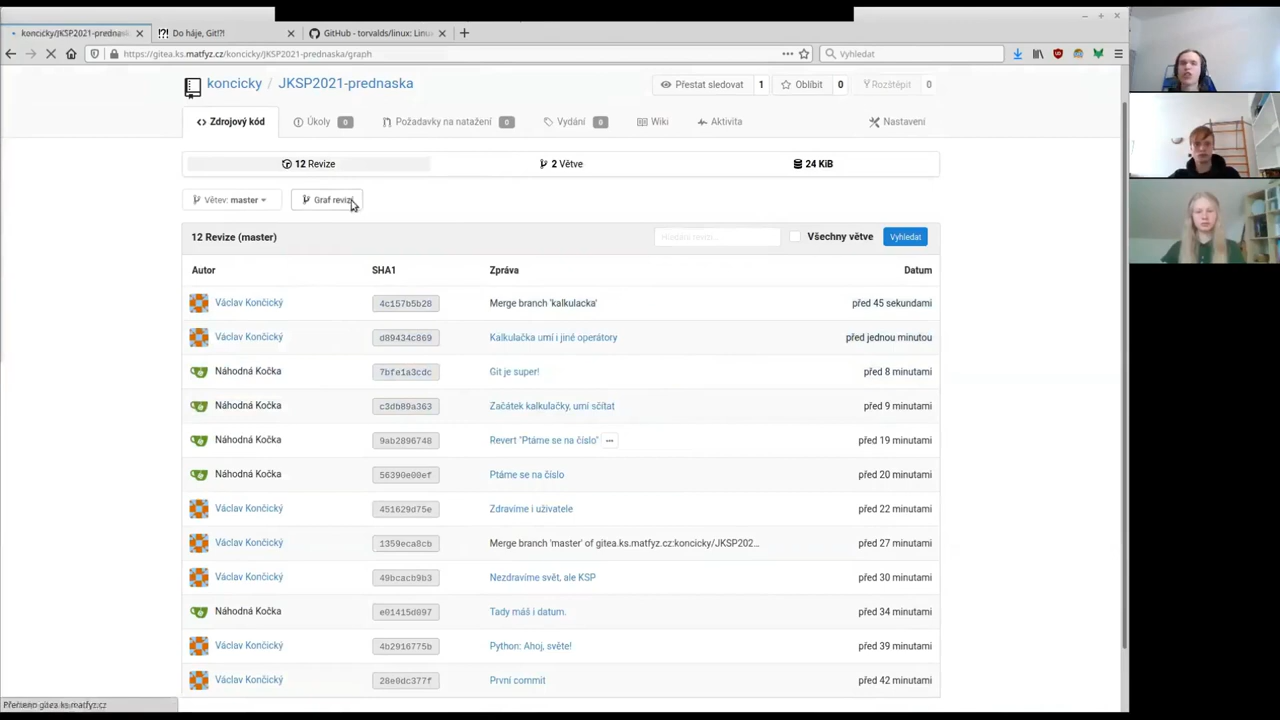 koncicky/JKSP2021-prednask
Do háje, Git!?!
GitHub - torvalds/linux: Linu
https://gitea.ks.matfyz.cz/koncicky/JKSP2021-prednaska/graph
Vyhledat
koncicky / JKSP2021-prednaska
Přestat sledovat 1
Oblíbit 0
Rozštěpit 0
Zdrojový kód
Úkoly 0
Požadavky na natažení 0
Vydání 0
Wiki
Aktivita
Nastavení
12 Revize
2 Větve
24 KiB
Větev: master
Graf revizí
12 Revize (master)
Hledání revizí...
Všechny větve
Vyhledat
Autor SHA1 Zpráva Datum
Václav Končický 4c157b5b28 Merge branch 'kalkulacka' před 45 sekundami
Václav Končický d89434c869 Kalkulačka umí i jiné operátory před jednou minutou
Náhodná Kočka 7bfe1a3cdc Git je super! před 8 minutami
Náhodná Kočka c3db89a363 Začátek kalkulačky, umí sčítat před 9 minutami
Náhodná Kočka 9ab2896748 Revert "Ptáme se na číslo" ... před 19 minutami
Náhodná Kočka 56390e00ef Ptáme se na číslo před 20 minutami
Václav Končický 451629d75e Zdravíme i uživatele před 22 minutami
Václav Končický 1359eca8cb Merge branch 'master' of gitea.ks.matfyz.cz:koncicky/JKSP202... před 27 minutami
Václav Končický 49bcacb9b3 Nezdravíme svět, ale KSP před 30 minutami
Náhodná Kočka e01415d097 Tady máš i datum. před 34 minutami
Václav Končický 4b2916775b Python: Ahoj, světe! před 39 minutami
Václav Končický 28e0dc377f První commit před 42 minutami
Přečteno gitea.ks.matfyz.cz